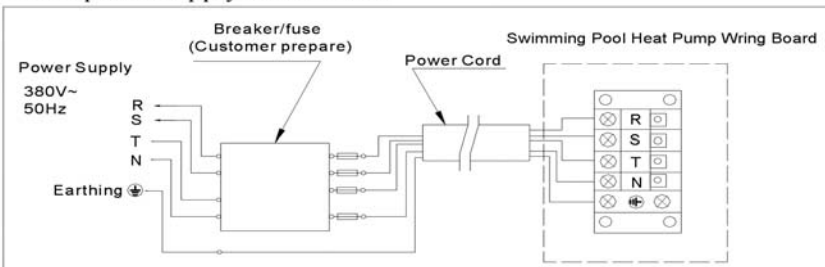 Breaker/fuse
(Customer prepare)
Swimming Pool Heat Pump Wring Board
Power Cord
Power Supply
380V~
50Hz
R
S
T
N
Earthing
R
S
T
N